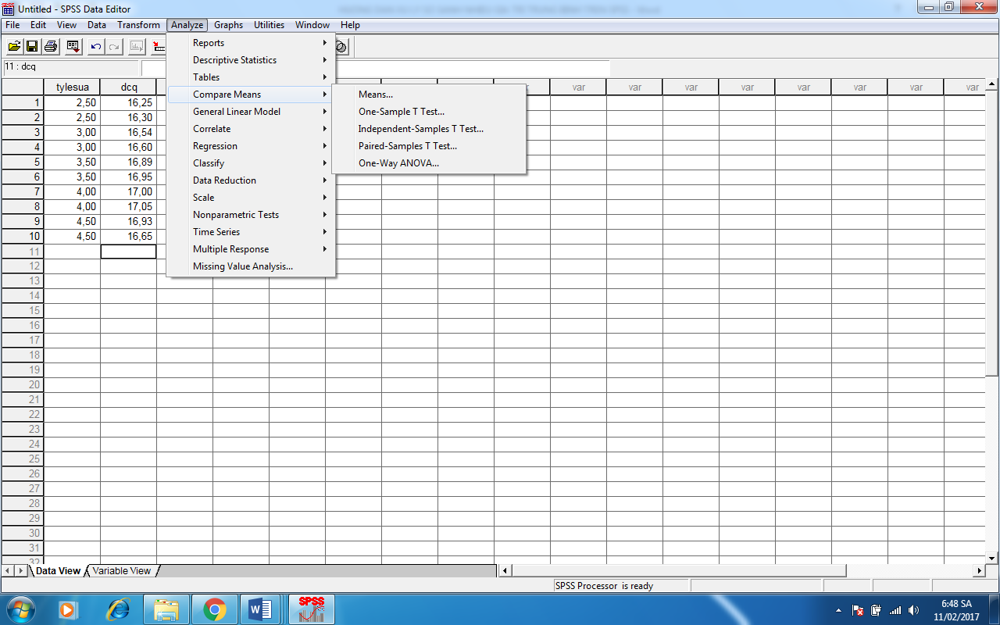 Untitled - SPSS Data Editor
File Edit View Data Transform Analyze Graphs Utilities Window Help
11 : dcq
Reports
Descriptive Statistics
Tables
Compare Means
General Linear Model
Correlate
Regression
Classify
Data Reduction
Scale
Nonparametric Tests
Time Series
Multiple Response
Missing Value Analysis...
Means...
One-Sample T Test...
Independent-Samples T Test...
Paired-Samples T Test...
One-Way ANOVA...
tylesua dcq var var var var var var var var
1 2,50 16,25
2 2,50 16,30
3 3,00 16,54
4 3,00 16,60
5 3,50 16,89
6 3,50 16,95
7 4,00 17,00
8 4,00 17,05
9 4,50 16,93
10 4,50 16,65
11
12
13
14
15
16
17
18
19
20
21
22
23
24
25
26
27
28
29
30
31
32
Data View Variable View
SPSS Processor is ready
SPSS
6:48 SA
11/02/2017